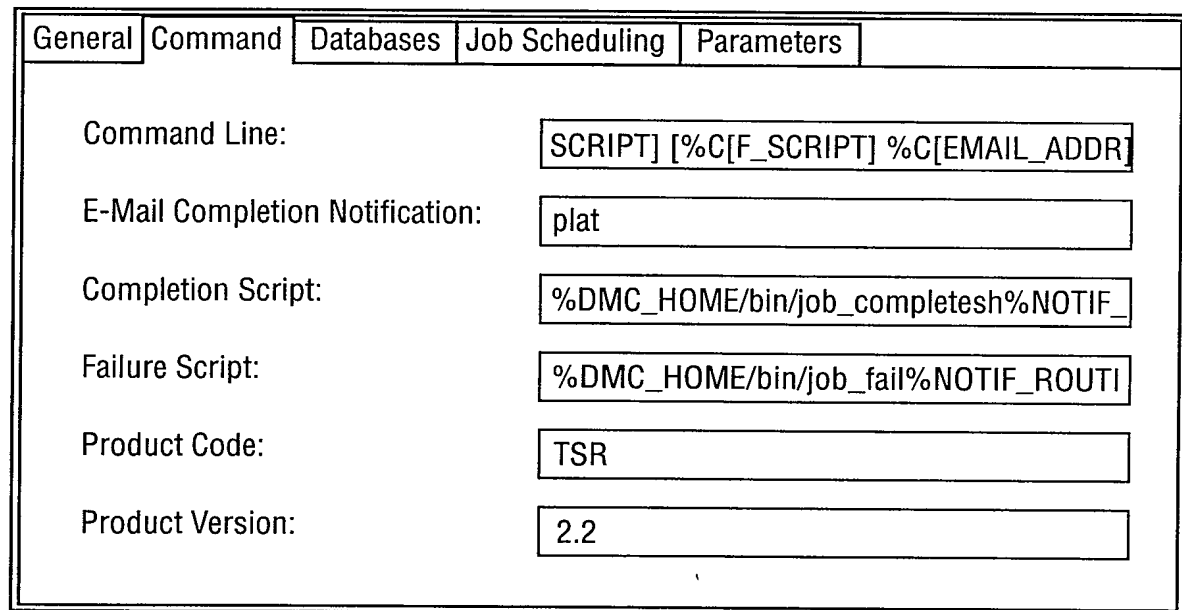 General Command Databases Job Scheduling Parameters
Command Line: SCRIPT] [%C[F_SCRIPT] %C[EMAIL_ADDR]
E-Mail Completion Notification: plat
Completion Script: %DMC_HOME/bin/job_completesh%NOTIF_
Failure Script: %DMC_HOME/bin/job_fail%NOTIF_ROUTI
Product Code: TSR
Product Version: 2.2